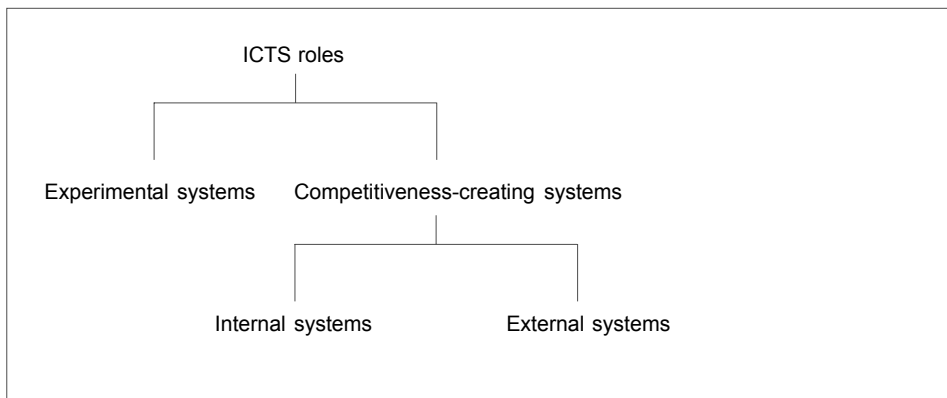 ICTS roles
Experimental systems Competitiveness-creating systems
Internal systems External systems